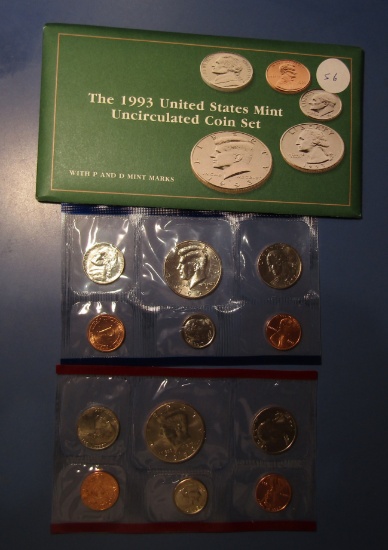 56
The 1993 United States Mint
Uncirculated Coin Set
WITH P AND D MINT MARKS